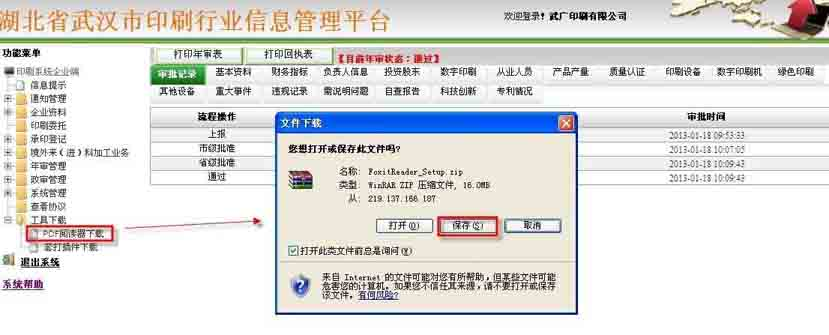 湖北省武汉市印刷行业信息管理平台
欢迎登录! 武广印刷有限公司
功能菜单
印刷系统企业端
信息提示
通知管理
企业资料
印刷委托
承印登记
境外来(进)料加工业务
年审管理
政审管理
系统管理
查看协议
工具下载
PDF阅读器下载
套打插件下载
退出系统
系统帮助
打印年审表 打印回执表 【目前年审状态:通过】
审批记录 基本资料 财务指标 负责人信息 投资股东 数字印刷 从业人员 产品产量 质量认证 印刷设备 数字印刷机 绿色印刷
其他设备 重大事件 违规记录 需说明问题 自查报告 科技创新 专利情况
流程操作 审批时间
上报 2013-01-18 09:53:33
市级批准 2013-01-18 10:07:05
省级批准 2013-01-18 10:09:43
通过 2013-01-18 10:09:43
文件下载
您想打开或保存此文件吗?
名称: FoxitReader_Setup.zip
类型: WinRAR ZIP 压缩文件, 16.0MB
从: 219.137.166.187
打开(O) 保存(S) 取消
打开此类文件前总是询问(W)
来自 Internet 的文件可能对您有所帮助,但某些文件可能
危害您的计算机。如果您不信任其来源,请不要打开或保存
该文件。有何风险?